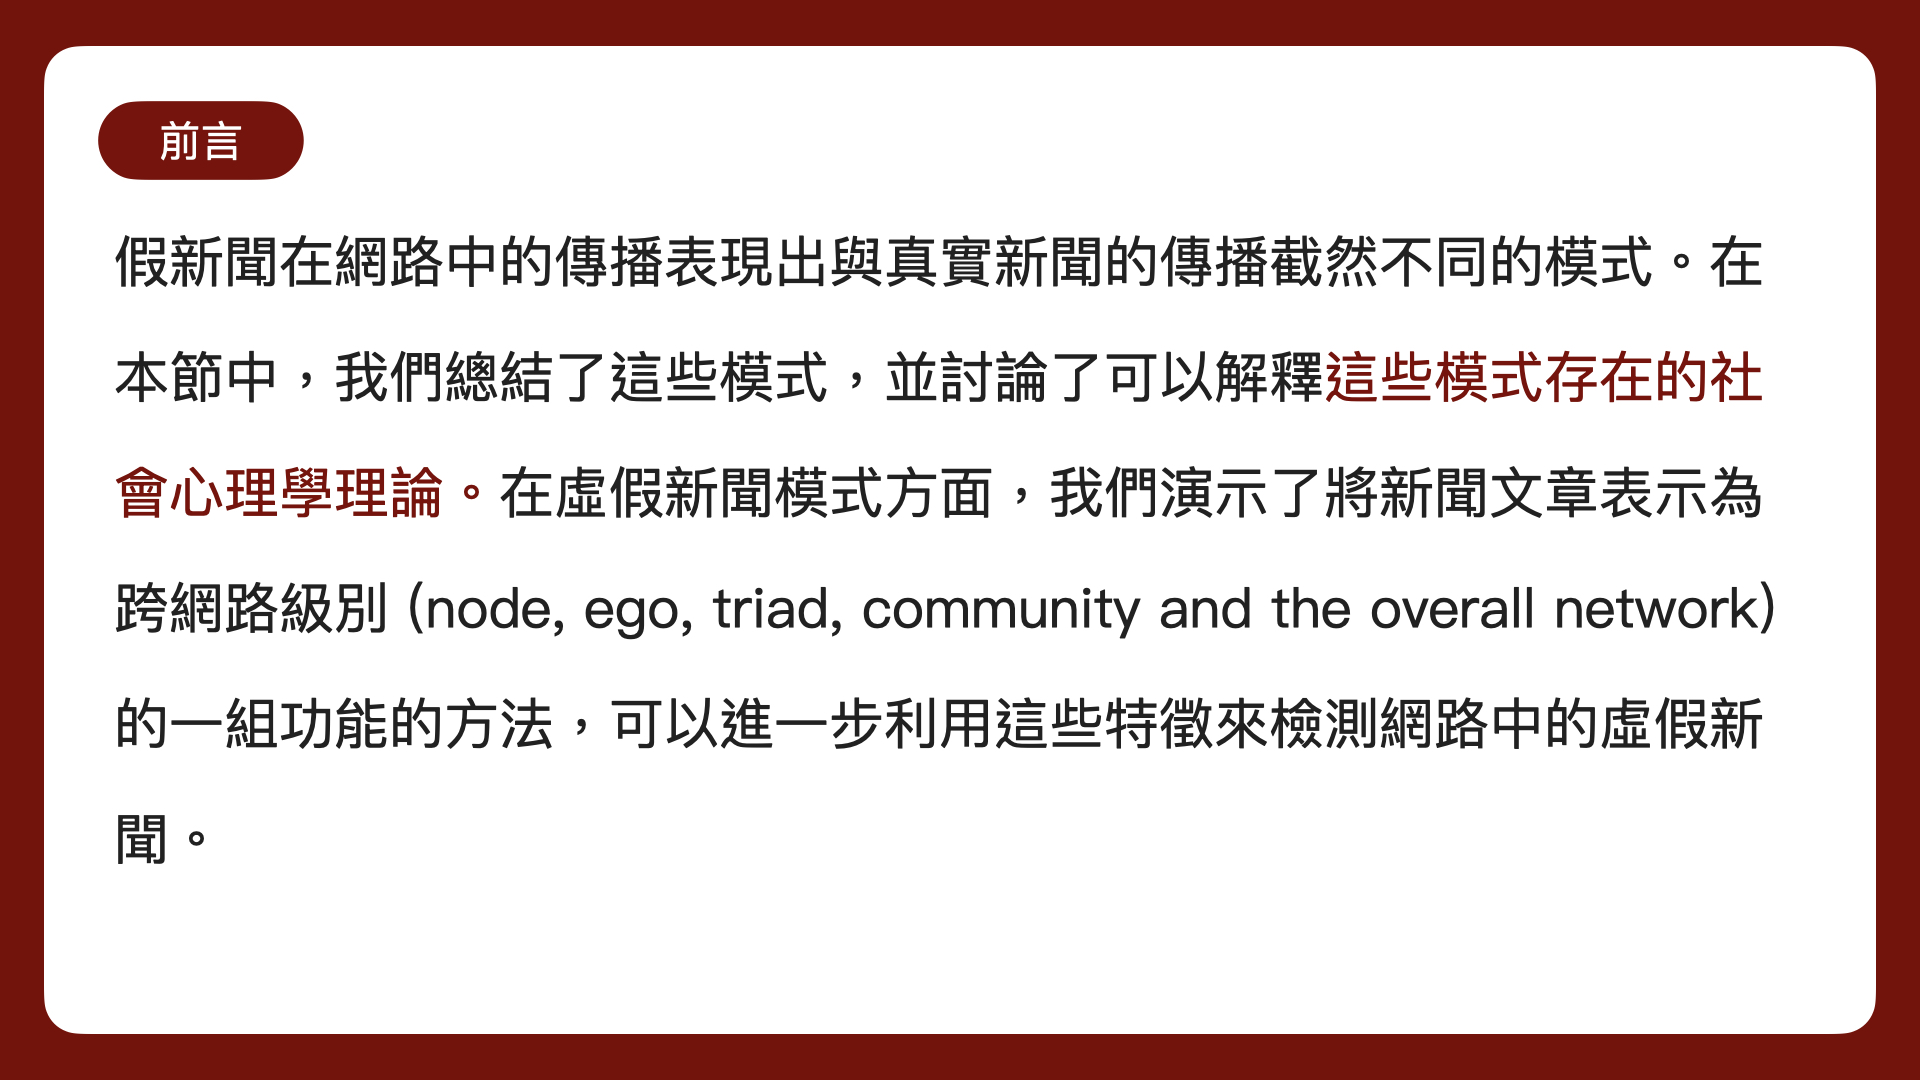 前言
假新聞在網路中的傳播表現出與真實新聞的傳播截然不同的模式。在
本節中，我們總結了這些模式，並討論了可以解釋這些模式存在的社
會心理學理論。在虛假新聞模式方面，我們演示了將新聞文章表示為
跨網路級別 (node, ego, triad, community and the overall network)
的一組功能的方法，可以進一步利用這些特徵來檢測網路中的虛假新
聞。